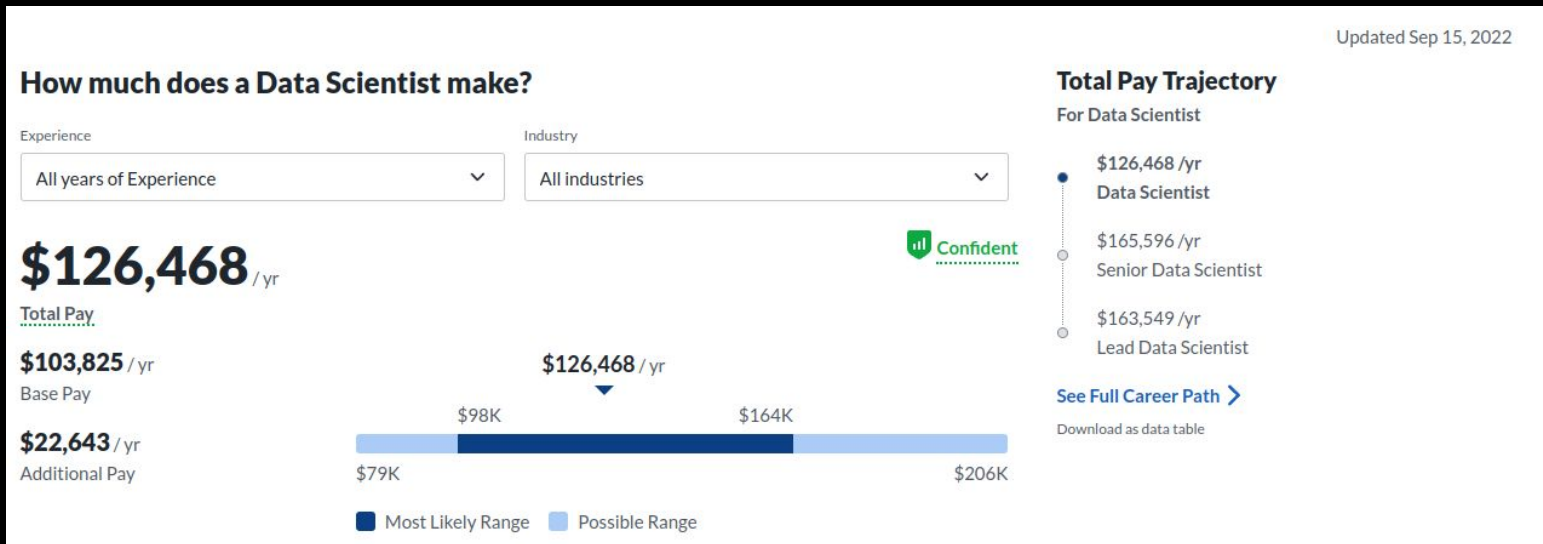 Updated Sep 15, 2022
How much does a Data Scientist make?
Experience
Industry
All years of Experience
All industries
$126,468 / yr
Confident
Total Pay
$103,825 / yr
Base Pay
$22,643 / yr
Additional Pay
$126,468 / yr
$98K
$164K
$79K
$206K
Most Likely Range
Possible Range
Total Pay Trajectory
For Data Scientist
$126,468 /yr
Data Scientist
$165,596 /yr
Senior Data Scientist
$163,549 /yr
Lead Data Scientist
See Full Career Path
Download as data table